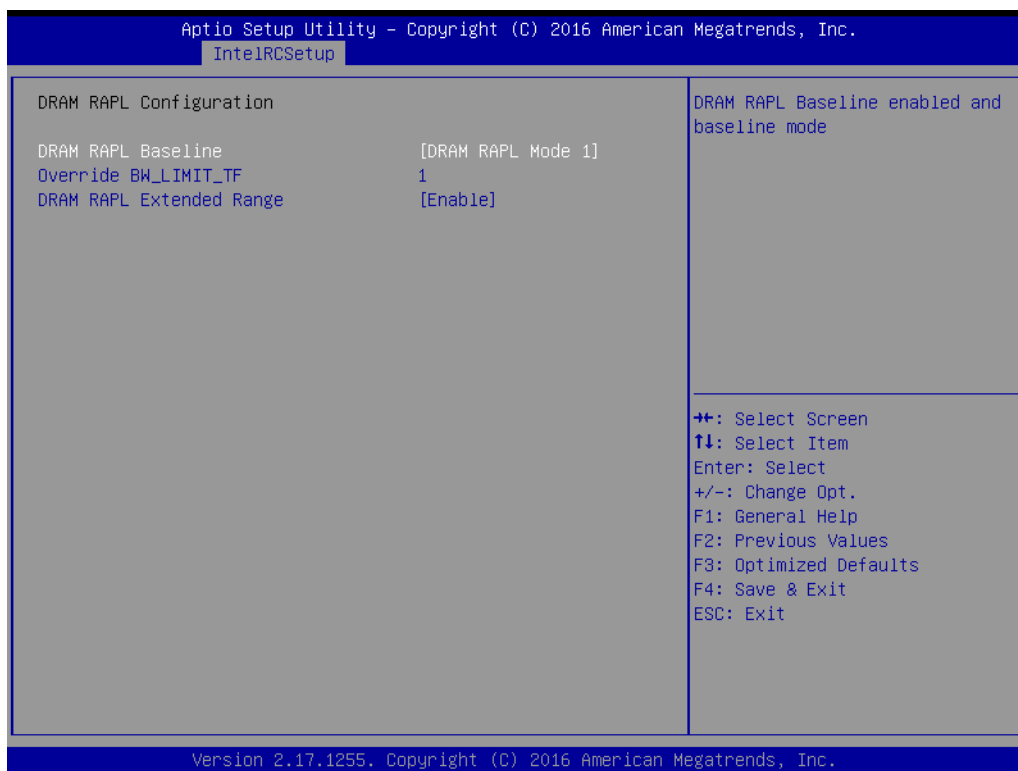 Aptio Setup Utility – Copyright (C) 2016 American Megatrends, Inc.
IntelRCSetup
DRAM RAPL Configuration
DRAM RAPL Baseline [DRAM RAPL Mode 1]
Override BW_LIMIT_TF 1
DRAM RAPL Extended Range [Enable]
DRAM RAPL Baseline enabled and
baseline mode
→←: Select Screen
↑↓: Select Item
Enter: Select
+/-: Change Opt.
F1: General Help
F2: Previous Values
F3: Optimized Defaults
F4: Save & Exit
ESC: Exit
Version 2.17.1255. Copyright (C) 2016 American Megatrends, Inc.